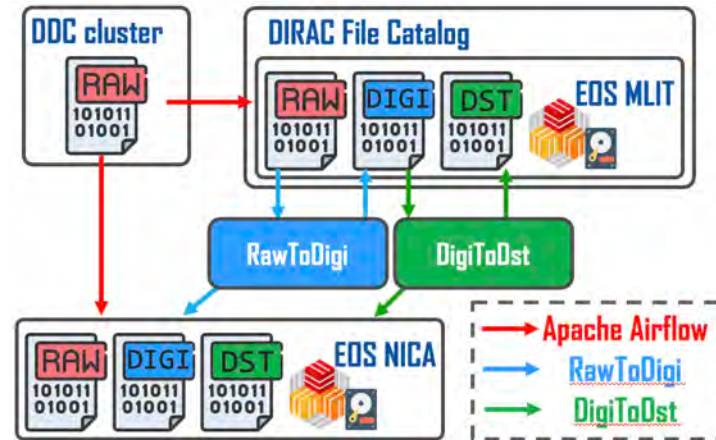 DDC cluster
RAW
101011
01001
DIRAC File Catalog
RAW
101011
01001
DIGI
101011
01001
DST
101011
01001
EOS MLIT
RawToDigi
DigiToDst
RAW
101011
01001
DIGI
101011
01001
DST
101011
01001
EOS NICA
Apache Airflow
RawToDigi
DigiToDst